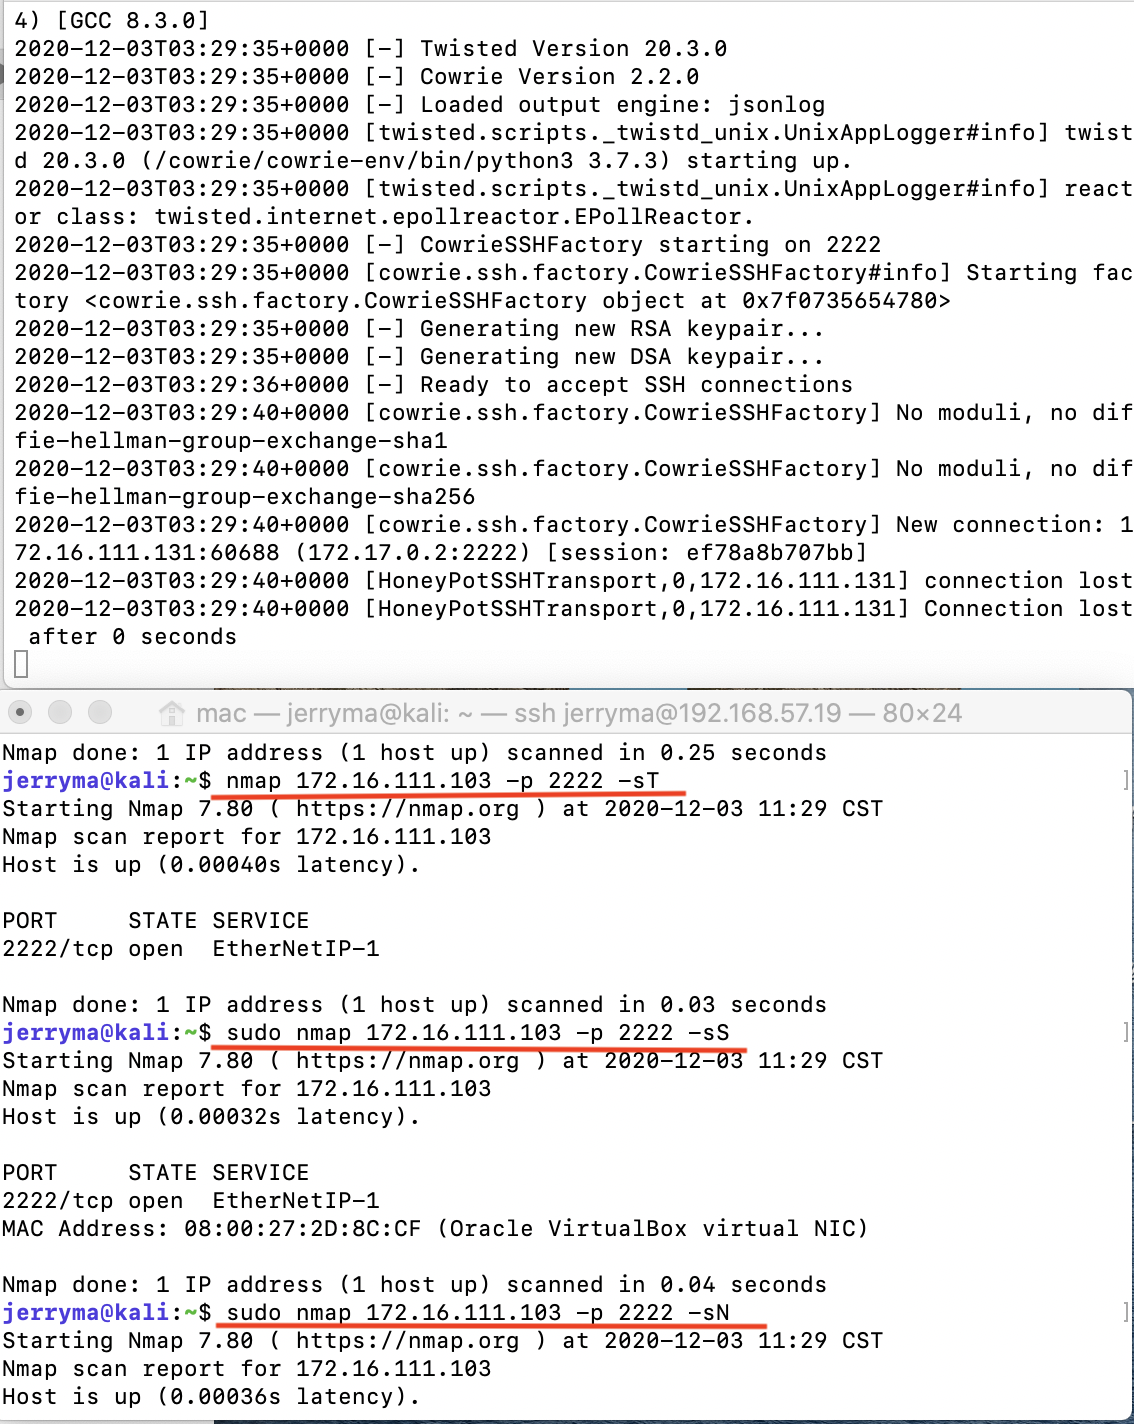 4) [GCC 8.3.0]
2020-12-03T03:29:35+0000 [-] Twisted Version 20.3.0
2020-12-03T03:29:35+0000 [-] Cowrie Version 2.2.0
2020-12-03T03:29:35+0000 [-] Loaded output engine: jsonlog
2020-12-03T03:29:35+0000 [twisted.scripts._twistd_unix.UnixAppLogger#info] twist
d 20.3.0 (/cowrie/cowrie-env/bin/python3 3.7.3) starting up.
2020-12-03T03:29:35+0000 [twisted.scripts._twistd_unix.UnixAppLogger#info] react
or class: twisted.internet.epollreactor.EPollReactor.
2020-12-03T03:29:35+0000 [-] CowrieSSHFactory starting on 2222
2020-12-03T03:29:35+0000 [cowrie.ssh.factory.CowrieSSHFactory#info] Starting fac
tory <cowrie.ssh.factory.CowrieSSHFactory object at 0x7f0735654780>
2020-12-03T03:29:35+0000 [-] Generating new RSA keypair...
2020-12-03T03:29:35+0000 [-] Generating new DSA keypair...
2020-12-03T03:29:36+0000 [-] Ready to accept SSH connections
2020-12-03T03:29:40+0000 [cowrie.ssh.factory.CowrieSSHFactory] No moduli, no dif
fie-hellman-group-exchange-sha1
2020-12-03T03:29:40+0000 [cowrie.ssh.factory.CowrieSSHFactory] No moduli, no dif
fie-hellman-group-exchange-sha256
2020-12-03T03:29:40+0000 [cowrie.ssh.factory.CowrieSSHFactory] New connection: 1
72.16.111.131:60688 (172.17.0.2:2222) [session: ef78a8b707bb]
2020-12-03T03:29:40+0000 [HoneyPotSSHTransport,0,172.16.111.131] connection lost
2020-12-03T03:29:40+0000 [HoneyPotSSHTransport,0,172.16.111.131] Connection lost
 after 0 seconds
mac — jerryma@kali: ~ — ssh jerryma@192.168.57.19 — 80×24
Nmap done: 1 IP address (1 host up) scanned in 0.25 seconds
jerryma@kali:~$ nmap 172.16.111.103 -p 2222 -sT
Starting Nmap 7.80 ( https://nmap.org ) at 2020-12-03 11:29 CST
Nmap scan report for 172.16.111.103
Host is up (0.00040s latency).
PORT     STATE SERVICE
2222/tcp open  EtherNetIP-1
Nmap done: 1 IP address (1 host up) scanned in 0.03 seconds
jerryma@kali:~$ sudo nmap 172.16.111.103 -p 2222 -sS
Starting Nmap 7.80 ( https://nmap.org ) at 2020-12-03 11:29 CST
Nmap scan report for 172.16.111.103
Host is up (0.00032s latency).
PORT     STATE SERVICE
2222/tcp open  EtherNetIP-1
MAC Address: 08:00:27:2D:8C:CF (Oracle VirtualBox virtual NIC)
Nmap done: 1 IP address (1 host up) scanned in 0.04 seconds
jerryma@kali:~$ sudo nmap 172.16.111.103 -p 2222 -sN
Starting Nmap 7.80 ( https://nmap.org ) at 2020-12-03 11:29 CST
Nmap scan report for 172.16.111.103
Host is up (0.00036s latency).